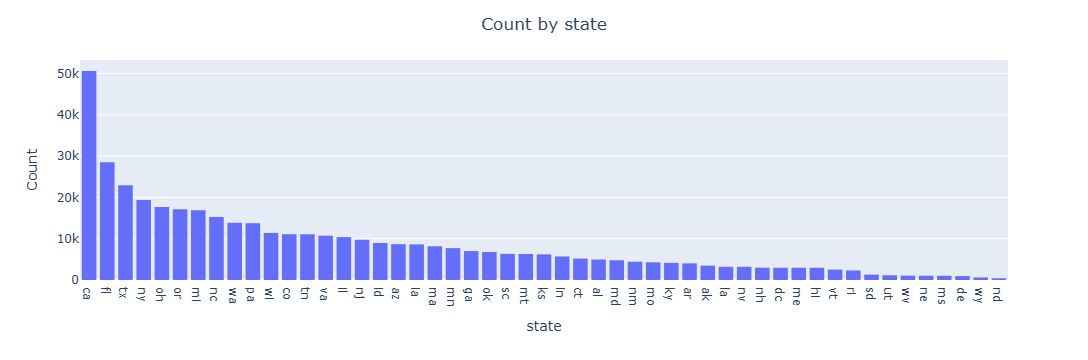 Count by state
Count
50k
40k
30k
20k
10k
0
ca fl tx ny oh or mi nc wa pa wi co tn va il nj id az ia ma mn ga ok sc mt ks in ct al md nm mo ky ar ak la nv nh dc me hi vt ri sd ut wv ne ms de wy nd
state